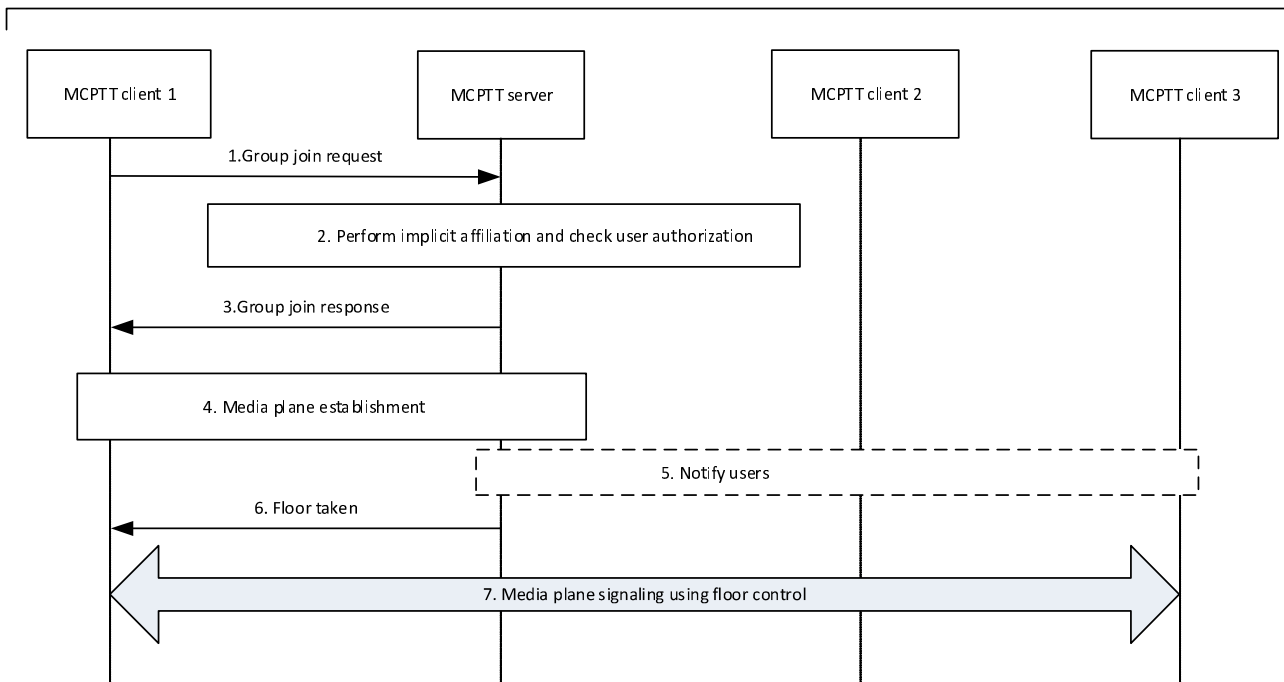 MCPTT client 1
MCPTT server
MCPTT client 2
MCPTT client 3
1.Group join request
2. Perform implicit affiliation and check user authorization
3.Group join response
4. Media plane establishment
5. Notify users
6. Floor taken
7. Media plane signaling using floor control